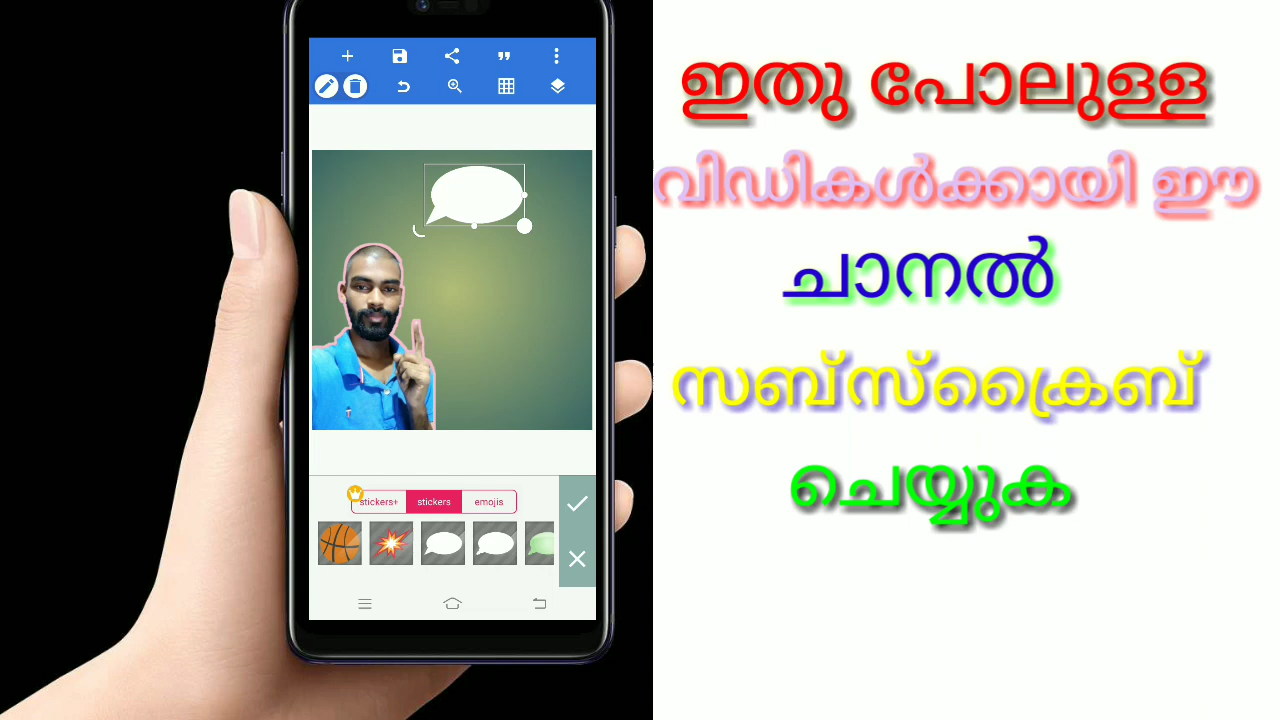 stickers+ stickers emojis
ഇതു പോലുള്ള
വിഡികൾക്കായി ഈ
ചാനൽ
സബ്സ്ക്രൈബ്
ചെയ്യുക